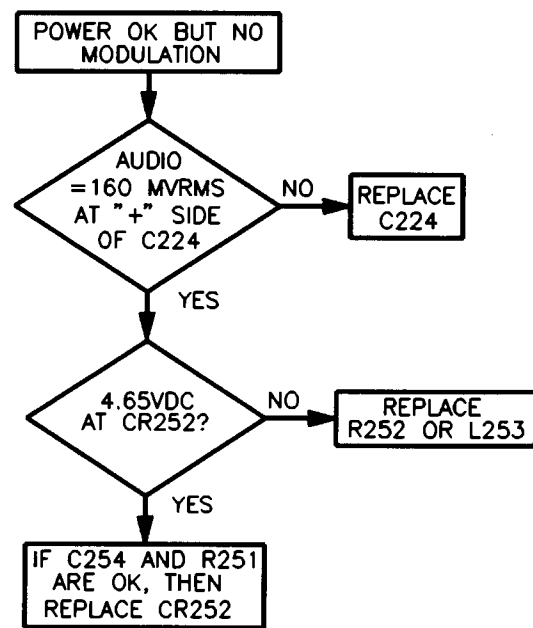 POWER OK BUT NO
MODULATION
AUDIO
=160 MVRMS
AT "+" SIDE
OF C224
NO
REPLACE
C224
YES
4.65VDC
AT CR252?
NO
REPLACE
R252 OR L253
YES
IF C254 AND R251
ARE OK, THEN
REPLACE CR252